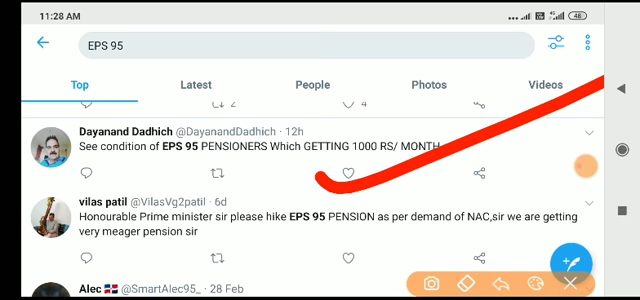 11:28 AM
48
EPS 95
Top Latest People Photos Videos
2 4
Dayanand Dadhich @DayanandDadhich · 12h
See condition of EPS 95 PENSIONERS Which GETTING 1000 RS/ MONTH
vilas patil @VilasVg2patil · 6d
Honourable Prime minister sir please hike EPS 95 PENSION as per demand of NAC,sir we are getting
very meager pension sir
Alec 🇩🇴 @SmartAlec95_ · 28 Feb